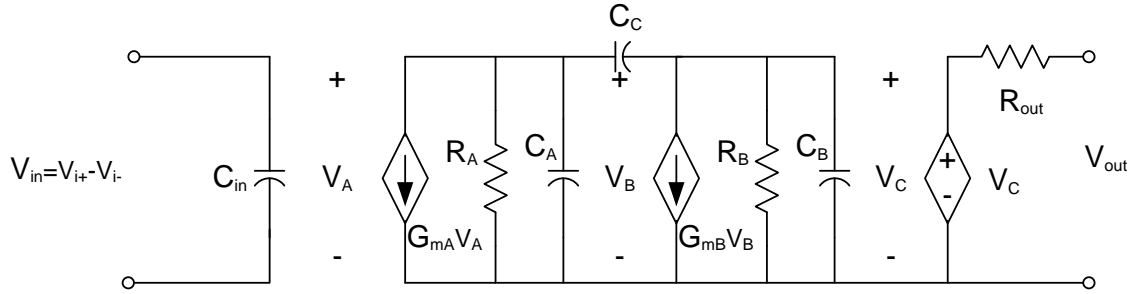 C_C
+
+
+
R_out
V_in=V_i+-V_i-
C_in
V_A
R_A
C_A
V_B
R_B
C_B
V_C
+
-
V_C
V_out
G_mAV_A
G_mBV_B
-
-
-